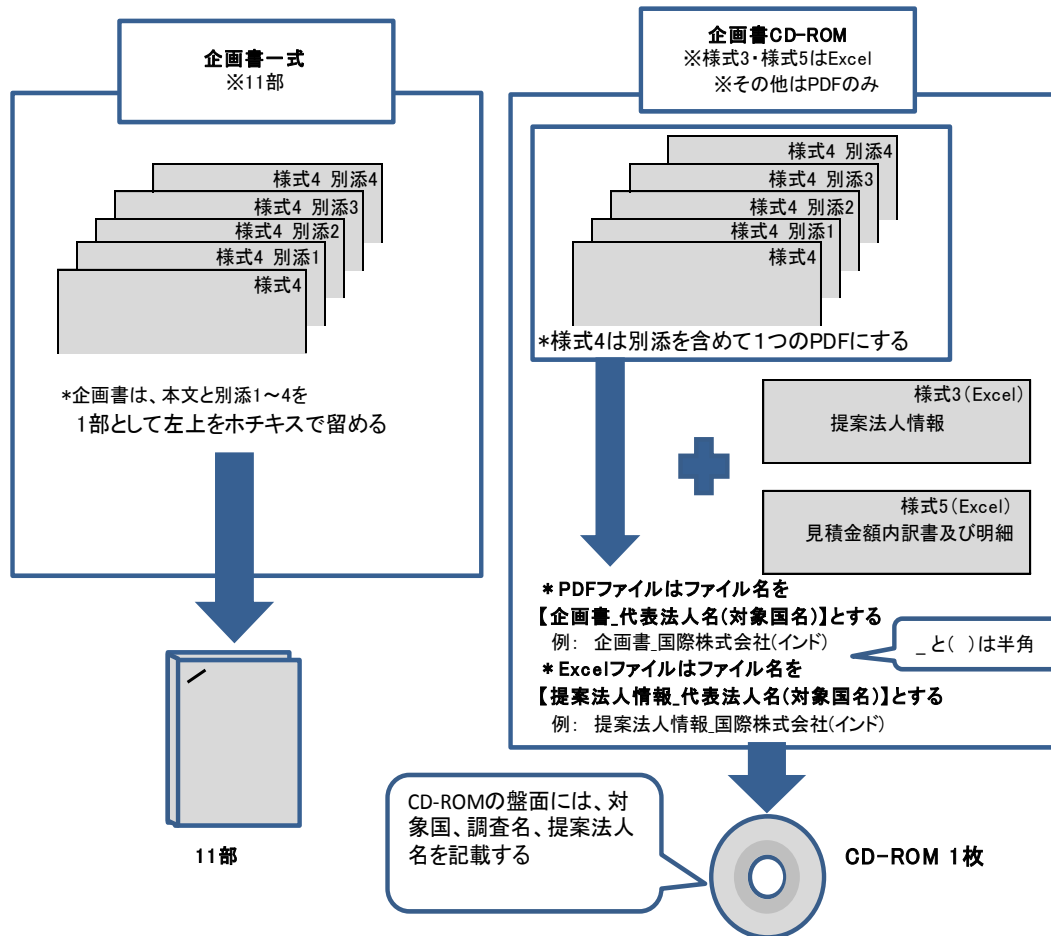 企画書一式
※11部
様式4 別添4
様式4 別添3
様式4 別添2
様式4 別添1
様式4
*企画書は、本文と別添1～4を
1部として左上をホチキスで留める
11部
企画書CD-ROM
※様式3・様式5はExcel
※その他はPDFのみ
様式4 別添4
様式4 別添3
様式4 別添2
様式4 別添1
様式4
*様式4は別添を含めて１つのPDFにする
様式3(Excel)
提案法人情報
様式5(Excel)
見積金額内訳書及び明細
＊PDFファイルはファイル名を
【企画書_代表法人名(対象国名)】とする
例： 企画書_国際株式会社(インド)
＊Excelファイルはファイル名を
【提案法人情報_代表法人名(対象国名)】とする
例： 提案法人情報_国際株式会社(インド)
_ と( )は半角
CD-ROMの盤面には、対
象国、調査名、提案法人
名を記載する
CD-ROM 1枚